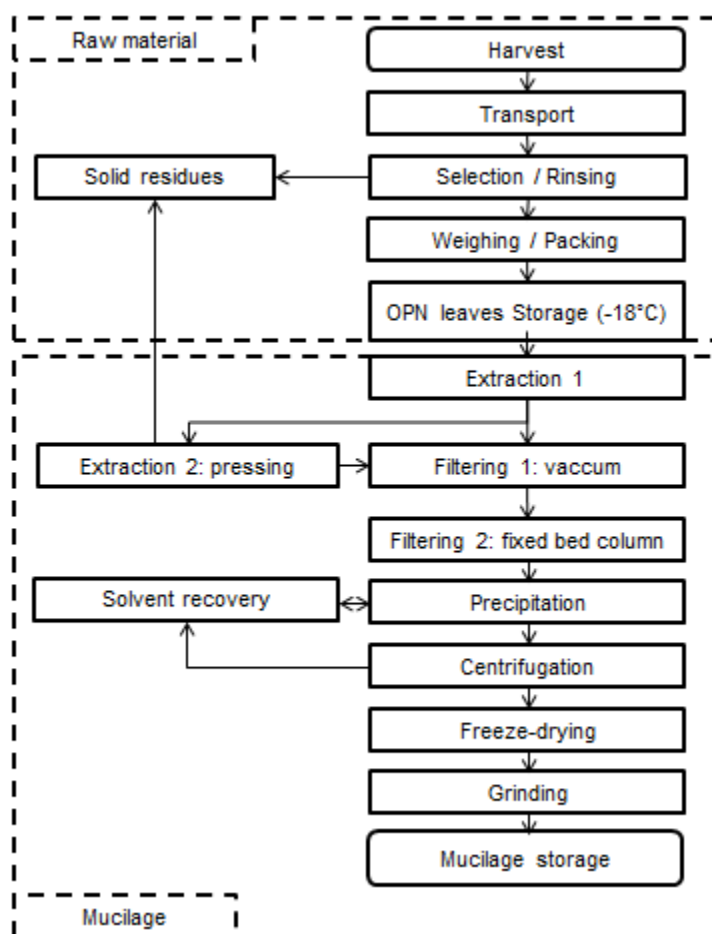 Raw material
Harvest
Transport
Solid residues
Selection / Rinsing
Weighing / Packing
OPN leaves Storage (-18°C)
Extraction 1
Extraction 2: pressing
Filtering 1: vaccum
Filtering 2: fixed bed column
Solvent recovery
Precipitation
Centrifugation
Freeze-drying
Grinding
Mucilage storage
Mucilage